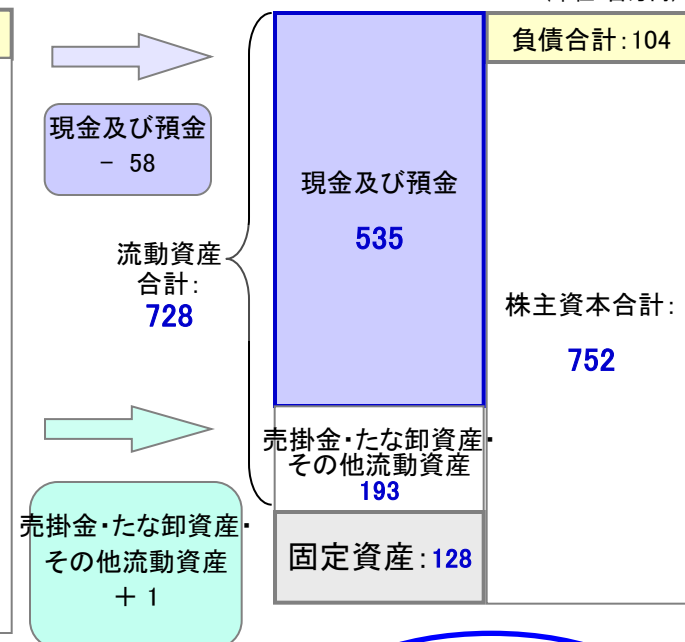 負債合計：104
現金及び預金
− 58
現金及び預金
535
流動資産
合計：
728
株主資本合計：
752
売掛金・たな卸資産・
その他流動資産
193
売掛金・たな卸資産・
その他流動資産
＋ 1
固定資産：128